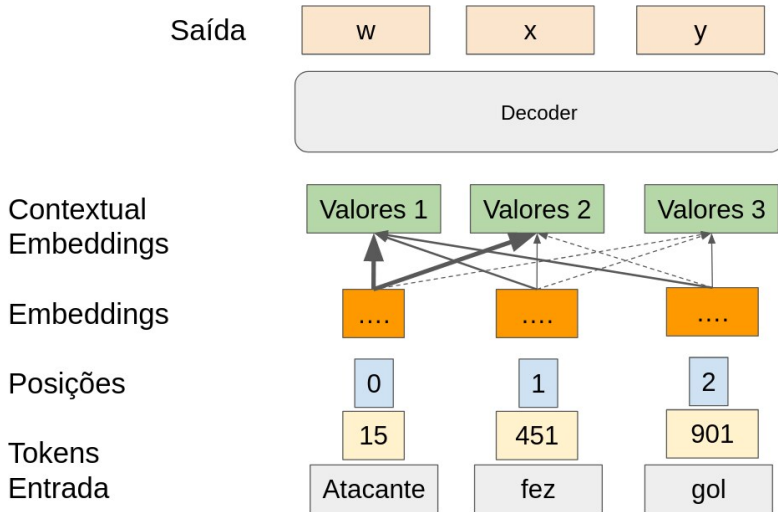 Saída w x y
Decoder
Contextual
Embeddings
Valores 1 Valores 2 Valores 3
Embeddings .... .... ....
Posições 0 1 2
Tokens 15 451 901
Entrada Atacante fez gol